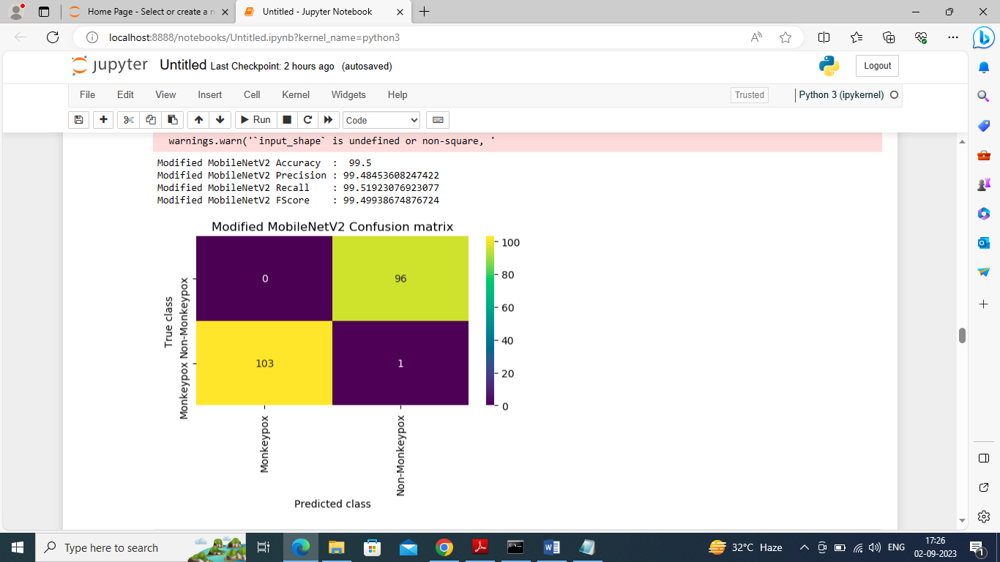 Home Page - Select or create a n
Untitled - Jupyter Notebook
localhost:8888/notebooks/Untitled.ipynb?kernel_name=python3
jupyter Untitled Last Checkpoint: 2 hours ago (autosaved)
Logout
File Edit View Insert Cell Kernel Widgets Help
Trusted
Python 3 (ipykernel)
Run
Code
warnings.warn('`input_shape` is undefined or non-square, '
Modified MobileNetV2 Accuracy  :  99.5
Modified MobileNetV2 Precision : 99.48453608247422
Modified MobileNetV2 Recall    : 99.51923076923077
Modified MobileNetV2 FScore    : 99.49938674876724
Modified MobileNetV2 Confusion matrix
True class
Monkeypox Non-Monkeypox
0 96
103 1
100
80
60
40
20
0
Monkeypox
Non-Monkeypox
Predicted class
Type here to search
32°C Haze
ENG
17:26
02-09-2023
1